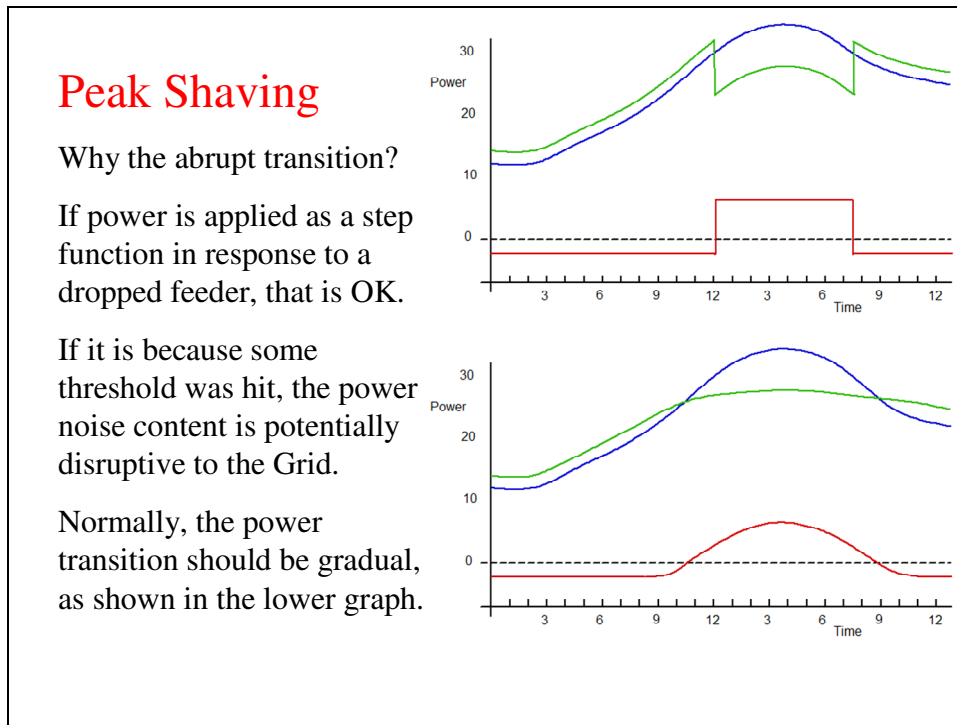 Peak Shaving
Why the abrupt transition?
If power is applied as a step
function in response to a
dropped feeder, that is OK.
If it is because some
threshold was hit, the power
noise content is potentially
disruptive to the Grid.
Normally, the power
transition should be gradual,
as shown in the lower graph.
30
Power
20
10
0
3 6 9 12 3 6 9 12
Time
30
Power
20
10
0
3 6 9 12 3 6 9 12
Time